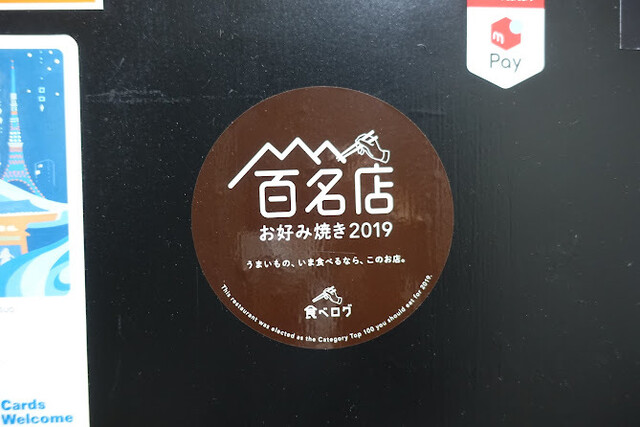 Pay
百名店
お好み焼き2019
うまいもの、いま食べるなら、このお店。
食べログ
This restaurant was elected as the Category Top 100 you should eat for 2019.
Cards
Welcome